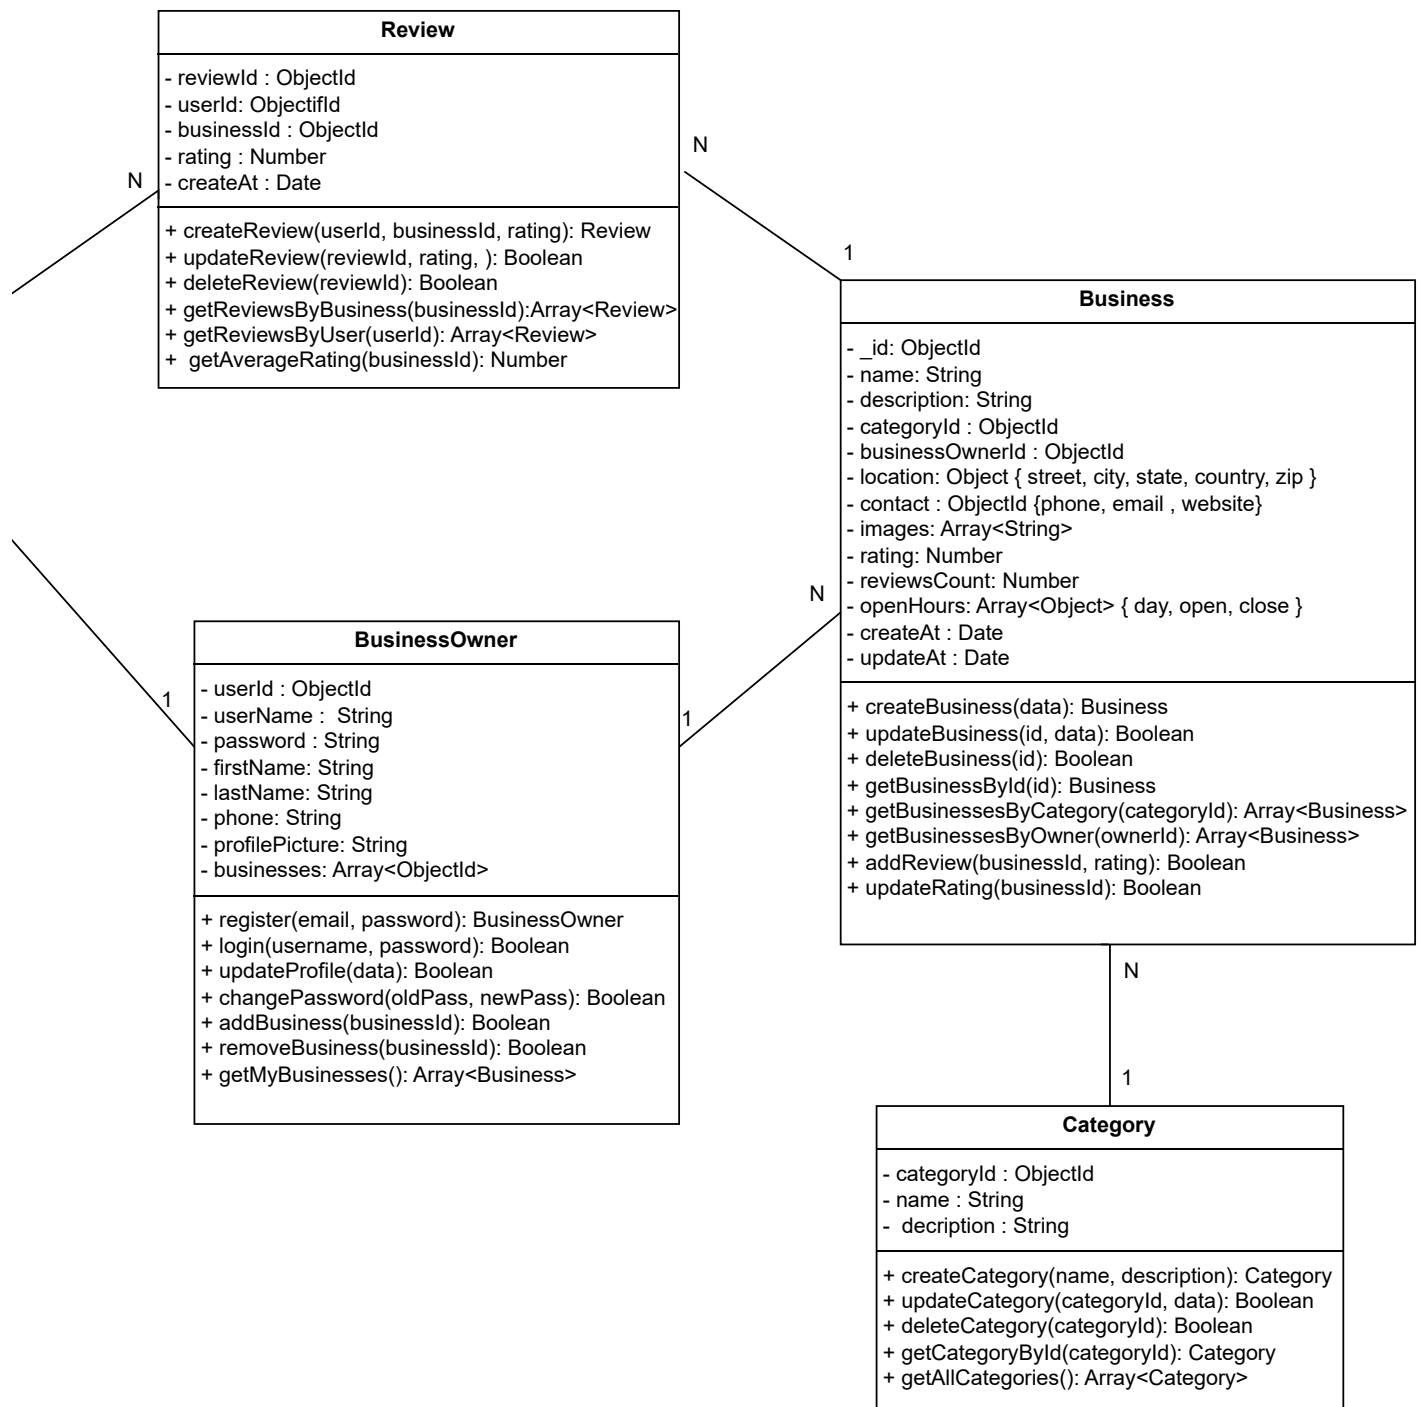 Review
- reviewId : ObjectId
- userId: ObjectifId
- businessId : ObjectId
- rating : Number
- createAt : Date
+ createReview(userId, businessId, rating): Review
+ updateReview(reviewId, rating, ): Boolean
+ deleteReview(reviewId): Boolean
+ getReviewsByBusiness(businessId):Array<Review>
+ getReviewsByUser(userId): Array<Review>
+  getAverageRating(businessId): Number
N
N
1
Business
- _id: ObjectId
- name: String
- description: String
- categoryId : ObjectId
- businessOwnerId : ObjectId
- location: Object { street, city, state, country, zip }
- contact : ObjectId {phone, email , website}
- images: Array<String>
- rating: Number
- reviewsCount: Number
- openHours: Array<Object> { day, open, close }
- createAt : Date
- updateAt : Date
+ createBusiness(data): Business
+ updateBusiness(id, data): Boolean
+ deleteBusiness(id): Boolean
+ getBusinessById(id): Business
+ getBusinessesByCategory(categoryId): Array<Business>
+ getBusinessesByOwner(ownerId): Array<Business>
+ addReview(businessId, rating): Boolean
+ updateRating(businessId): Boolean
N
1
1
BusinessOwner
- userId : ObjectId
- userName :  String
- password : String
- firstName: String
- lastName: String
- phone: String
- profilePicture: String
- businesses: Array<ObjectId>
+ register(email, password): BusinessOwner
+ login(username, password): Boolean
+ updateProfile(data): Boolean
+ changePassword(oldPass, newPass): Boolean
+ addBusiness(businessId): Boolean
+ removeBusiness(businessId): Boolean
+ getMyBusinesses(): Array<Business>
N
1
Category
- categoryId : ObjectId
- name : String
-  decription : String
+ createCategory(name, description): Category
+ updateCategory(categoryId, data): Boolean
+ deleteCategory(categoryId): Boolean
+ getCategoryById(categoryId): Category
+ getAllCategories(): Array<Category>